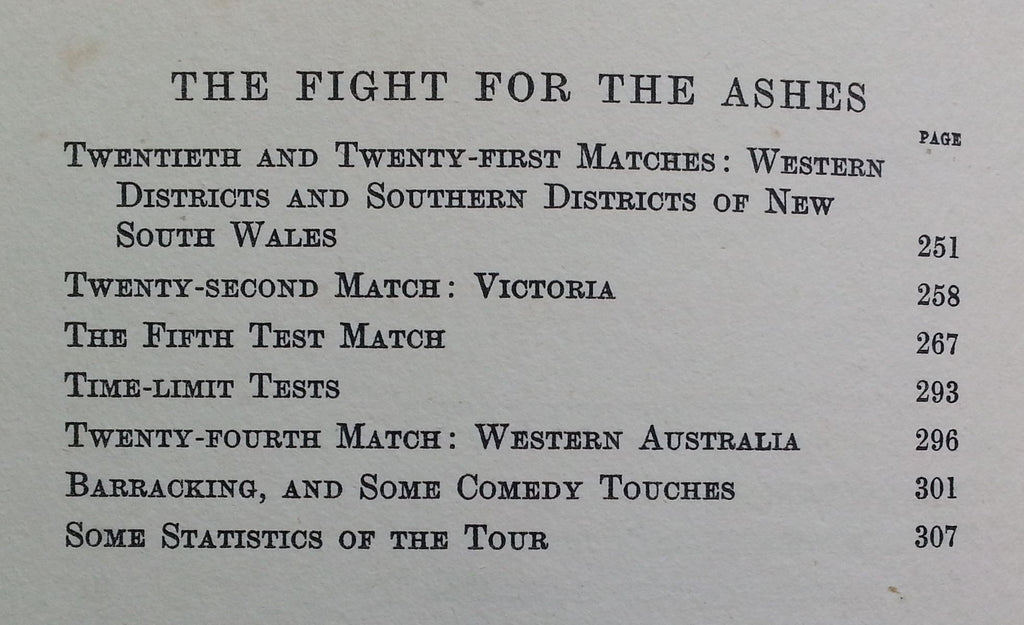 THE FIGHT FOR THE ASHES
PAGE
TWENTIETH AND TWENTY-FIRST MATCHES: WESTERN
DISTRICTS AND SOUTHERN DISTRICTS OF NEW
SOUTH WALES 251
TWENTY-SECOND MATCH: VICTORIA 258
THE FIFTH TEST MATCH 267
TIME-LIMIT TESTS 293
TWENTY-FOURTH MATCH: WESTERN AUSTRALIA 296
BARRACKING, AND SOME COMEDY TOUCHES 301
SOME STATISTICS OF THE TOUR 307